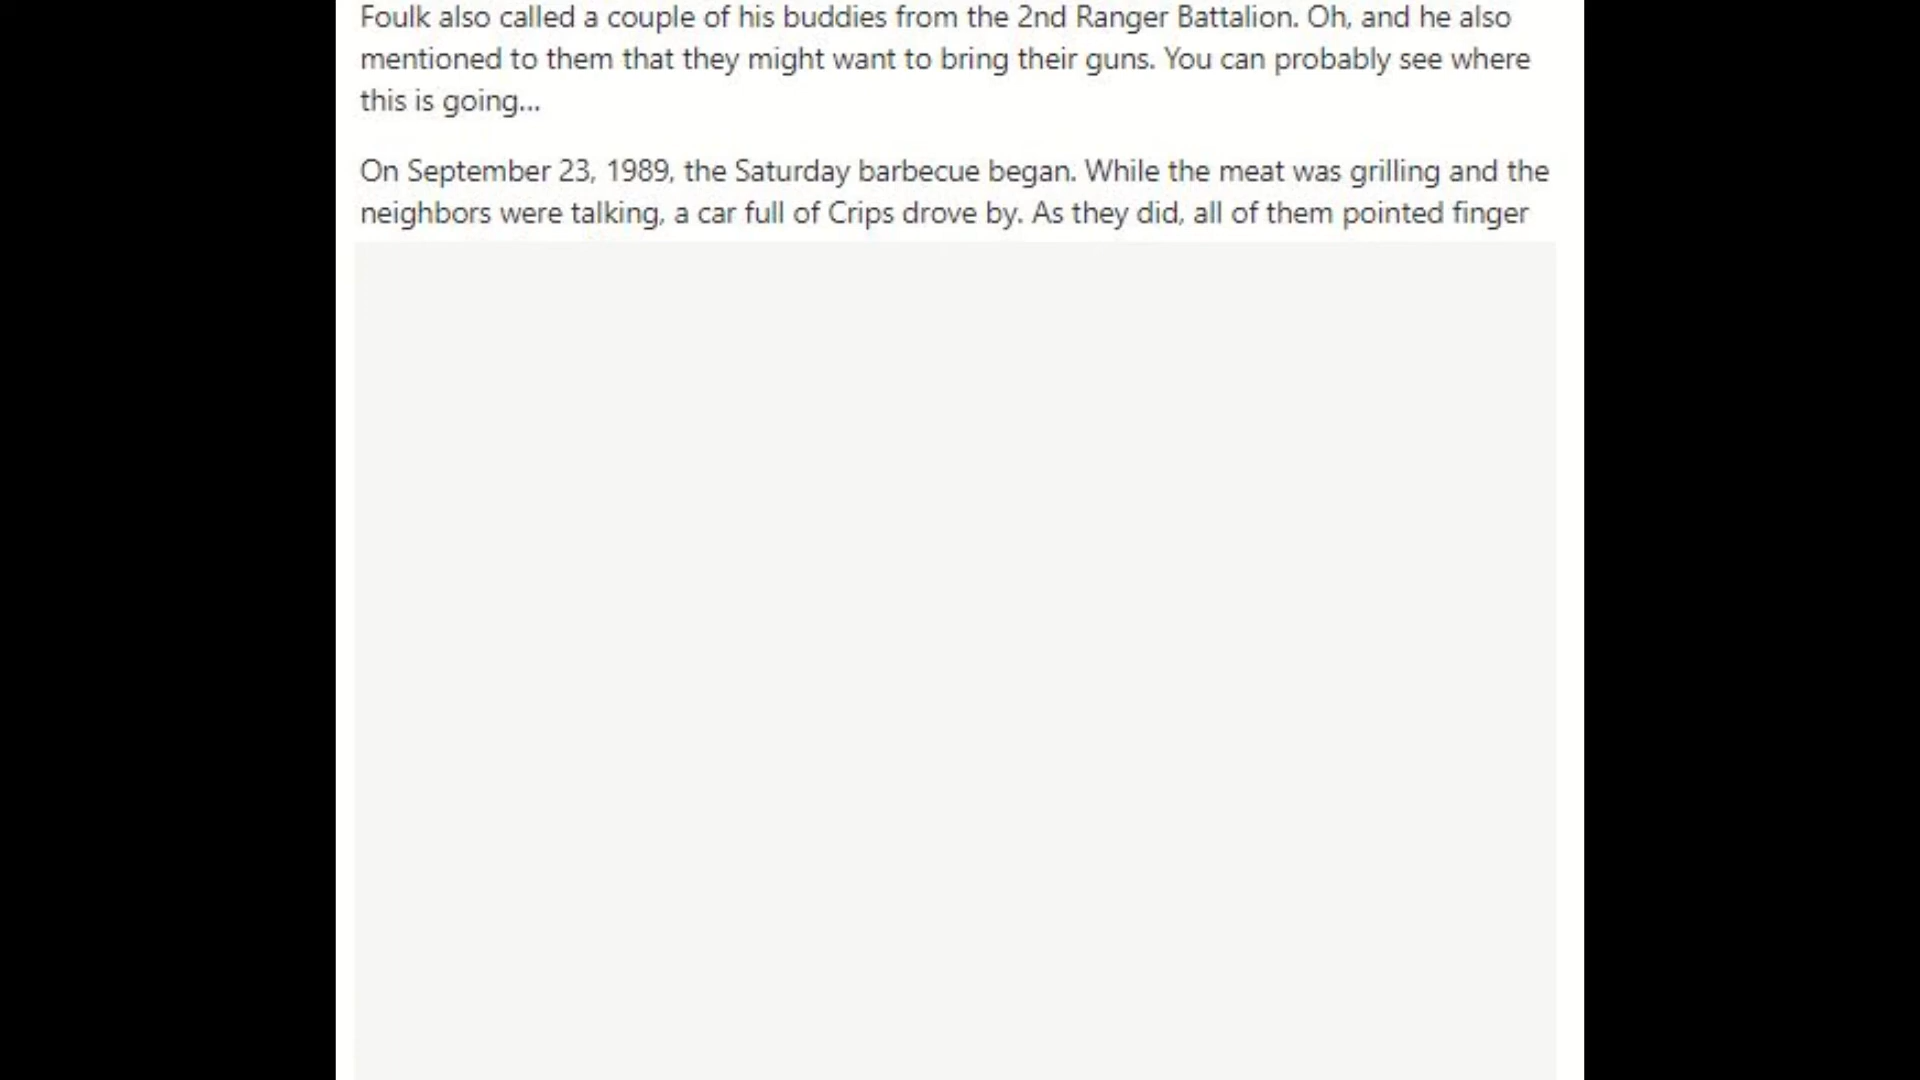 Foulk also called a couple of his buddies from the 2nd Ranger Battalion. Oh, and he also
mentioned to them that they might want to bring their guns. You can probably see where
this is going...
On September 23, 1989, the Saturday barbecue began. While the meat was grilling and the
neighbors were talking, a car full of Crips drove by. As they did, all of them pointed finger